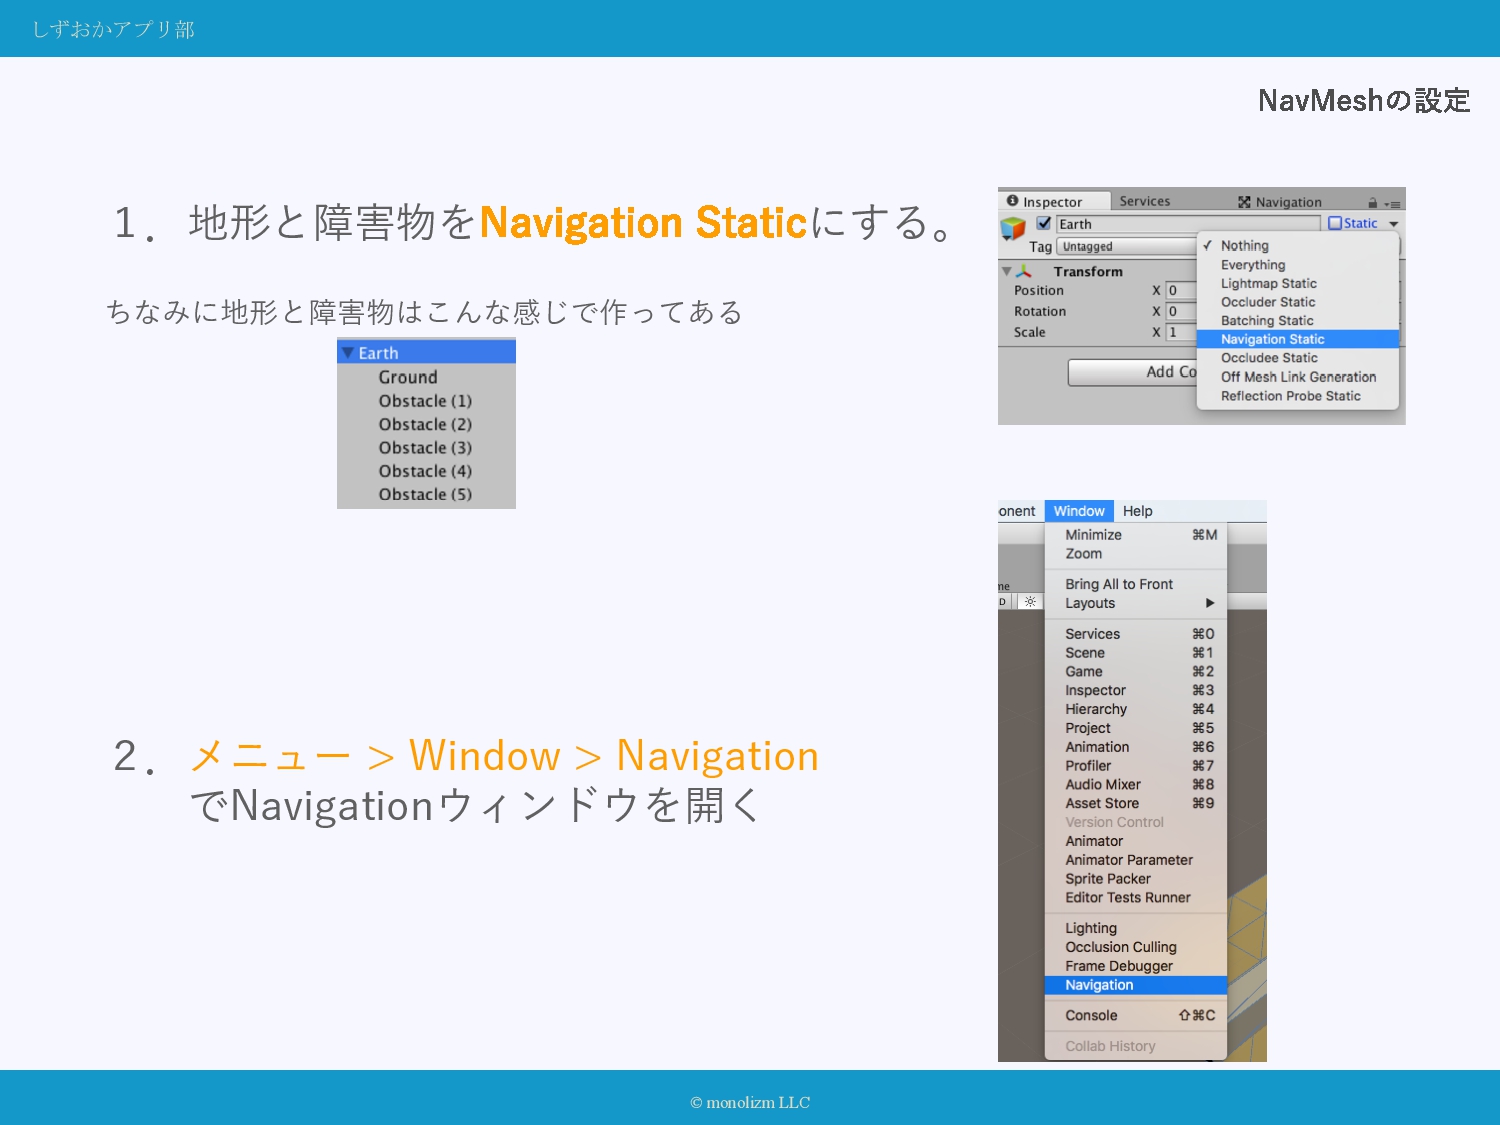 しずおかアプリ部
NavMeshの設定
1. 地形と障害物をNavigation Staticにする。
ちなみに地形と障害物はこんな感じで作ってある
Earth
Ground
Obstacle (1)
Obstacle (2)
Obstacle (3)
Obstacle (4)
Obstacle (5)
Inspector Services Navigation
Earth Static
Tag Untagged
Transform
Position X 0
Rotation X 0
Scale X 1
Add Co
✓ Nothing
Everything
Lightmap Static
Occluder Static
Batching Static
Navigation Static
Occludee Static
Off Mesh Link Generation
Reflection Probe Static
2. メニュー > Window > Navigation
でNavigationウィンドウを開く
onent Window Help
Minimize ⌘M
Zoom
Bring All to Front
me
Layouts ▶
D
Services ⌘0
Scene ⌘1
Game ⌘2
Inspector ⌘3
Hierarchy ⌘4
Project ⌘5
Animation ⌘6
Profiler ⌘7
Audio Mixer ⌘8
Asset Store ⌘9
Version Control
Animator
Animator Parameter
Sprite Packer
Editor Tests Runner
Lighting
Occlusion Culling
Frame Debugger
Navigation
Console ⇧⌘C
Collab History
© monolizm LLC